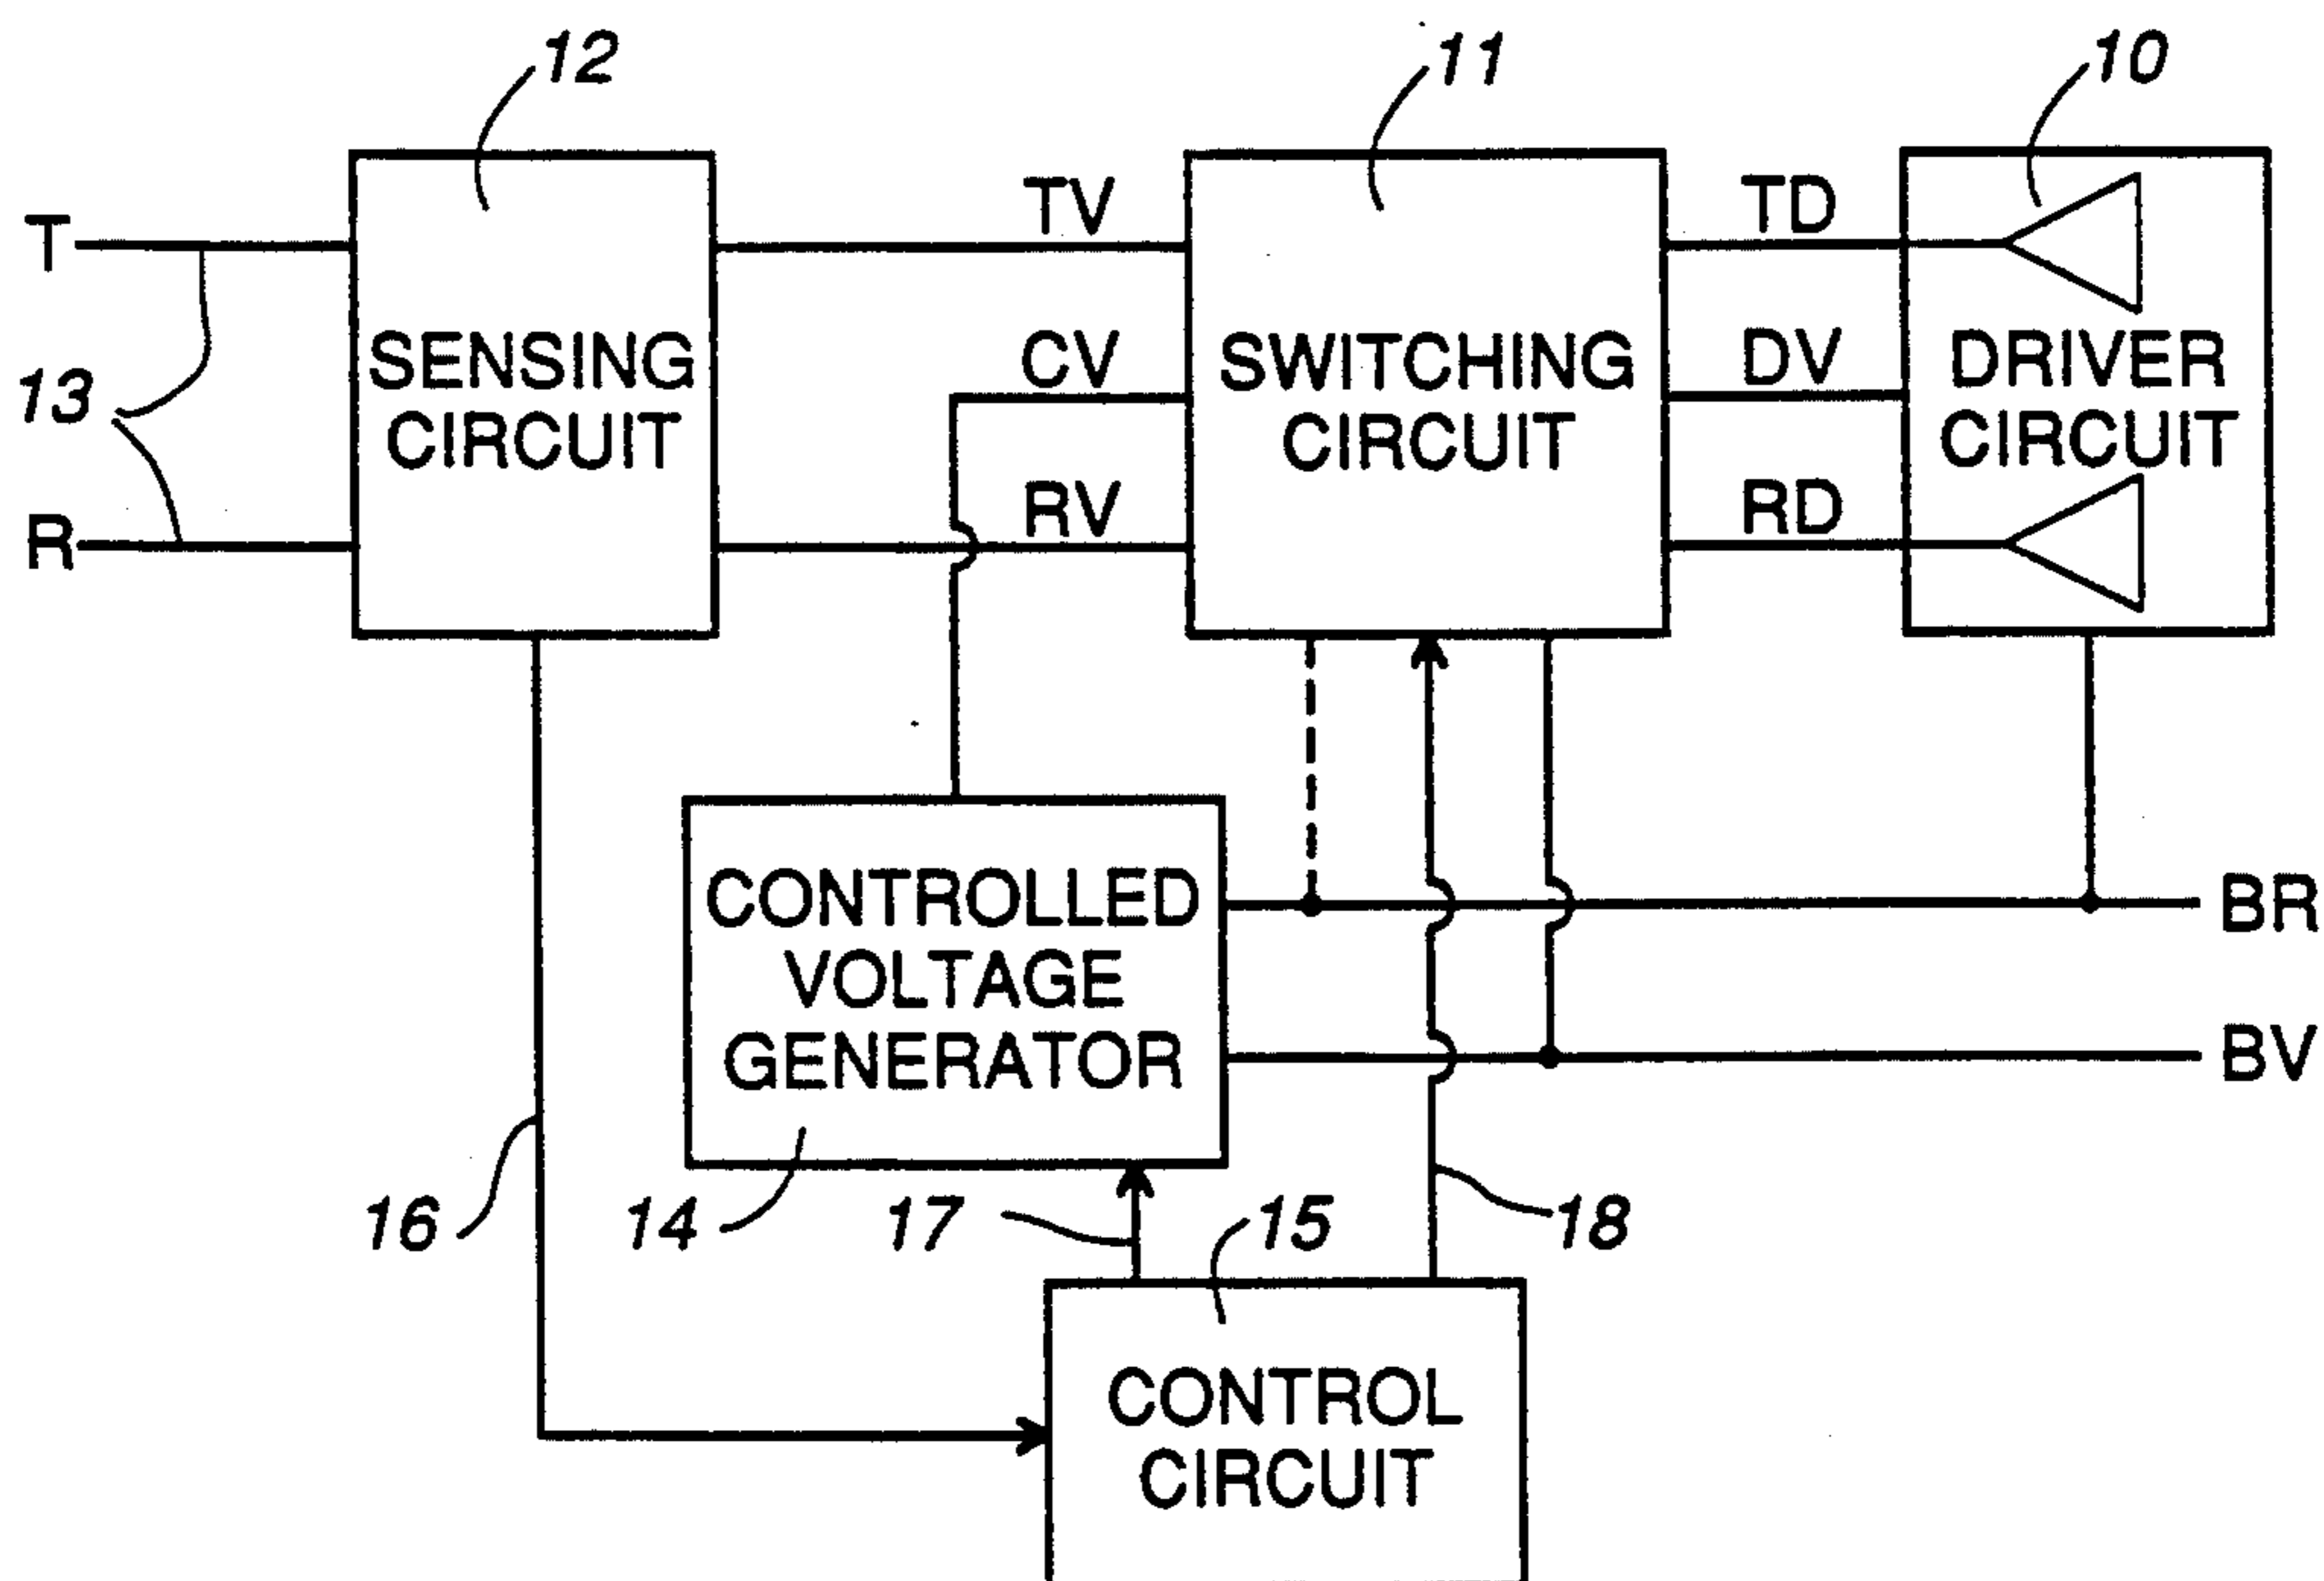 12
11
10
T
TV
TD
SENSING
CIRCUIT
CV
SWITCHING
CIRCUIT
DV
DRIVER
CIRCUIT
13
RV
RD
R
CONTROLLED
VOLTAGE
GENERATOR
BR
BV
16
14
17
15
18
CONTROL
CIRCUIT